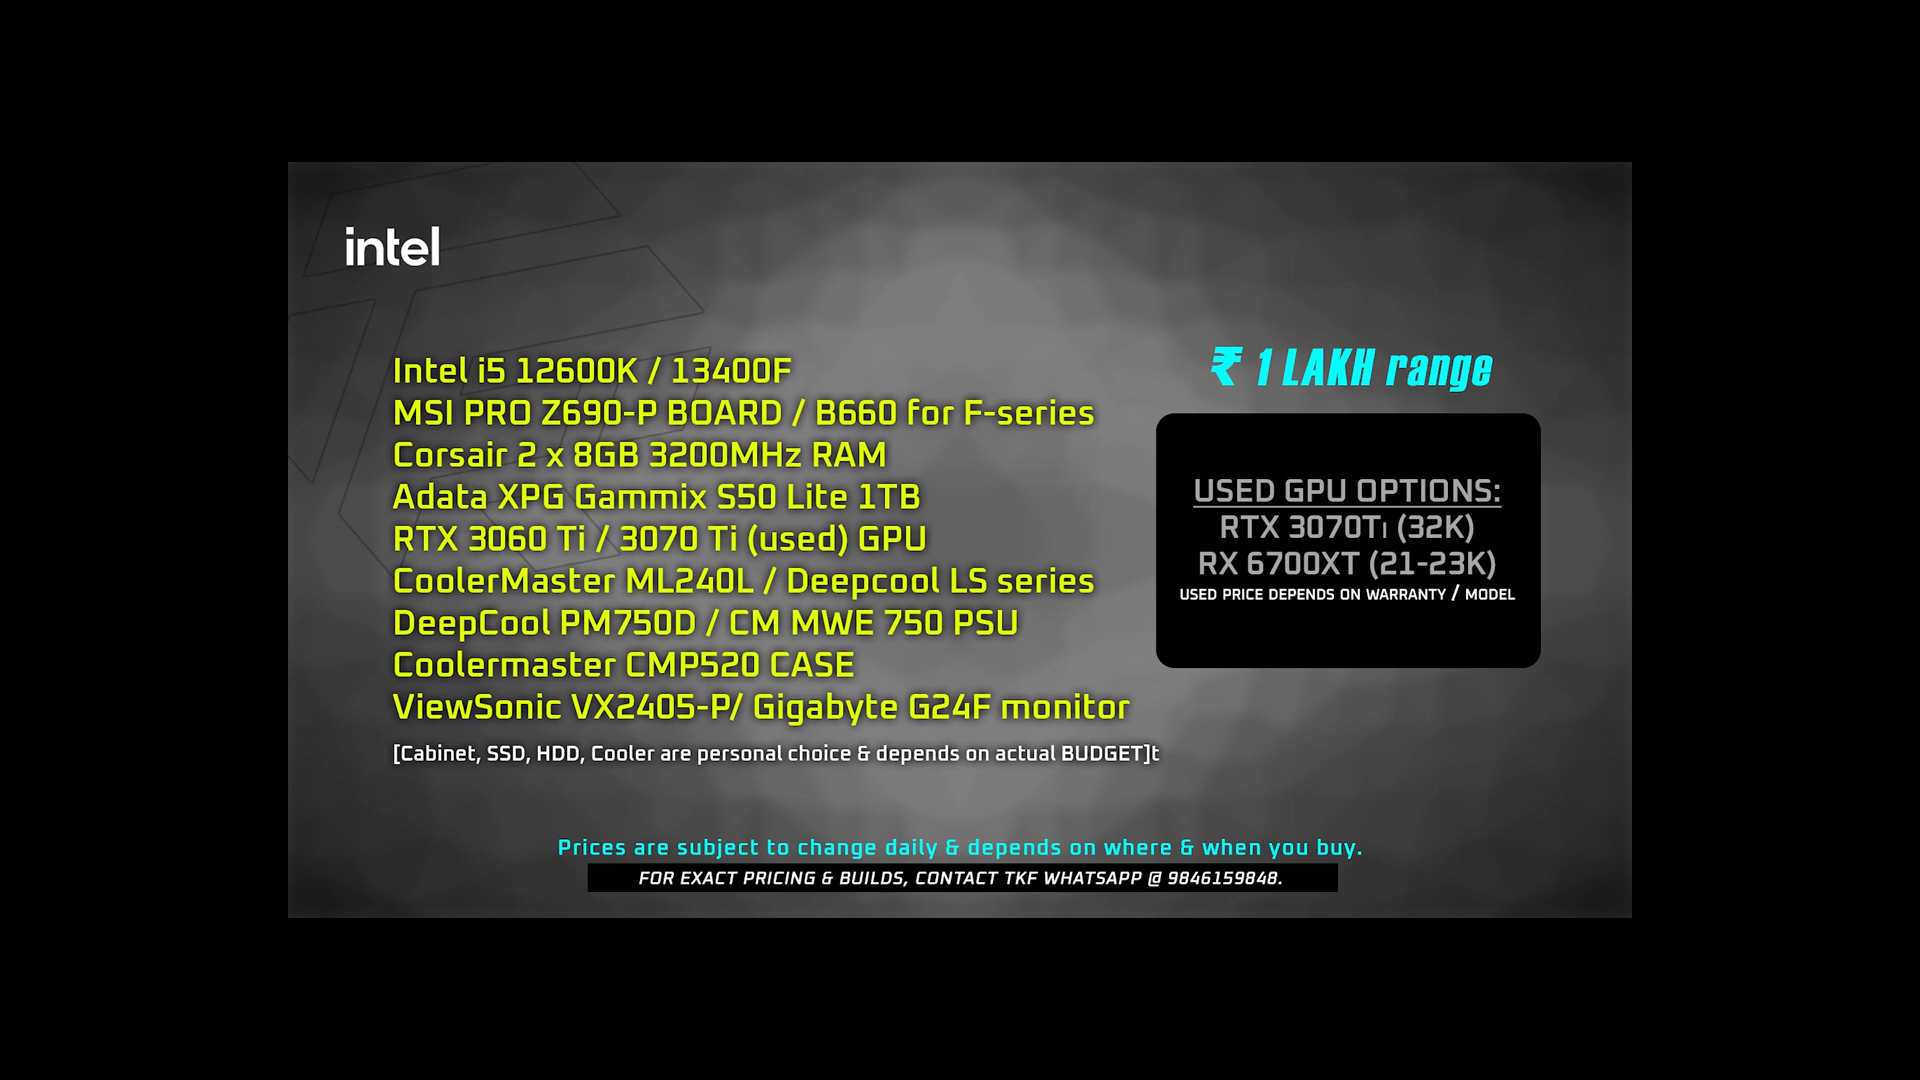 intel
Intel i5 12600K / 13400F
MSI PRO Z690-P BOARD / B660 for F-series
Corsair 2 x 8GB 3200MHz RAM
Adata XPG Gammix S50 Lite 1TB
RTX 3060 Ti / 3070 Ti (used) GPU
CoolerMaster ML240L / Deepcool LS series
DeepCool PM750D / CM MWE 750 PSU
Coolermaster CMP520 CASE
ViewSonic VX2405-P/ Gigabyte G24F monitor
[Cabinet, SSD, HDD, Cooler are personal choice & depends on actual BUDGET]t
₹ 1 LAKH range
USED GPU OPTIONS:
RTX 3070Ti (32K)
RX 6700XT (21-23K)
USED PRICE DEPENDS ON WARRANTY / MODEL
Prices are subject to change daily & depends on where & when you buy.
FOR EXACT PRICING & BUILDS, CONTACT TKF WHATSAPP @ 9846159848.